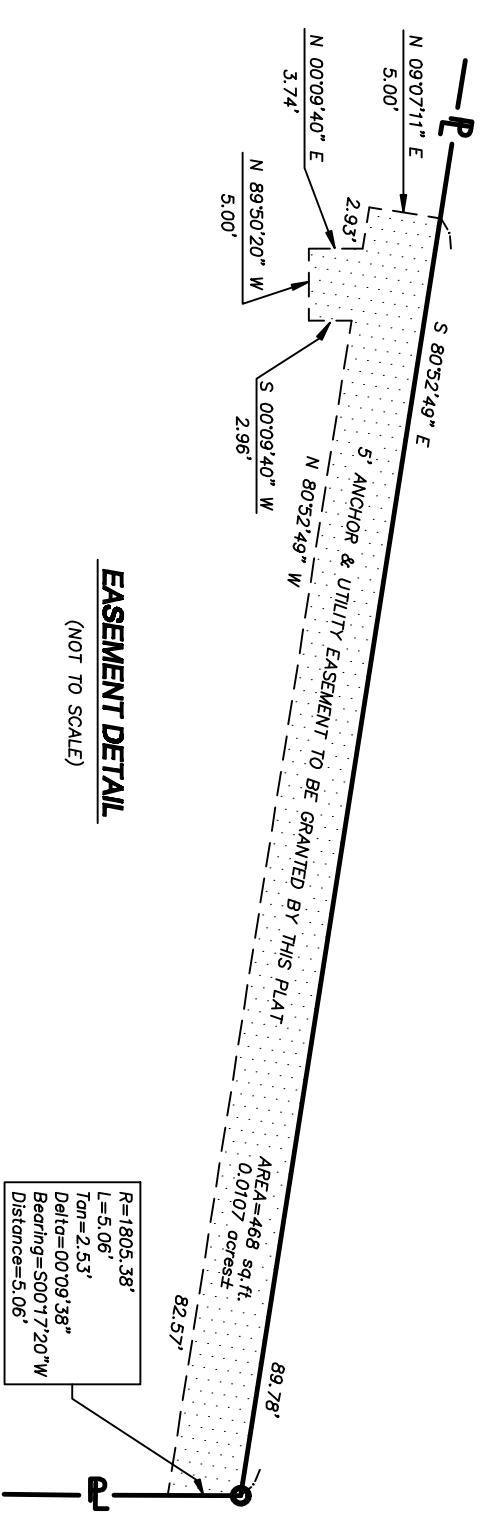 PL
N 09°07'11" E
5.00'
N 00°09'40" E
3.74'
2.93'
N 89°50'20" W
5.00'
S 00°09'40" W
2.96'
S 80°52'49" E
5' ANCHOR & UTILITY EASEMENT TO BE GRANTED BY THIS PLAT
N 80°52'49" W
AREA=468 sq.ft.
0.0107 acres±
89.78'
82.57'
EASEMENT DETAIL
(NOT TO SCALE)
R=1805.38'
L=5.06'
Tan=2.53'
Delta=00°09'38"
Bearing=S00°17'20"W
Distance=5.06'
PL